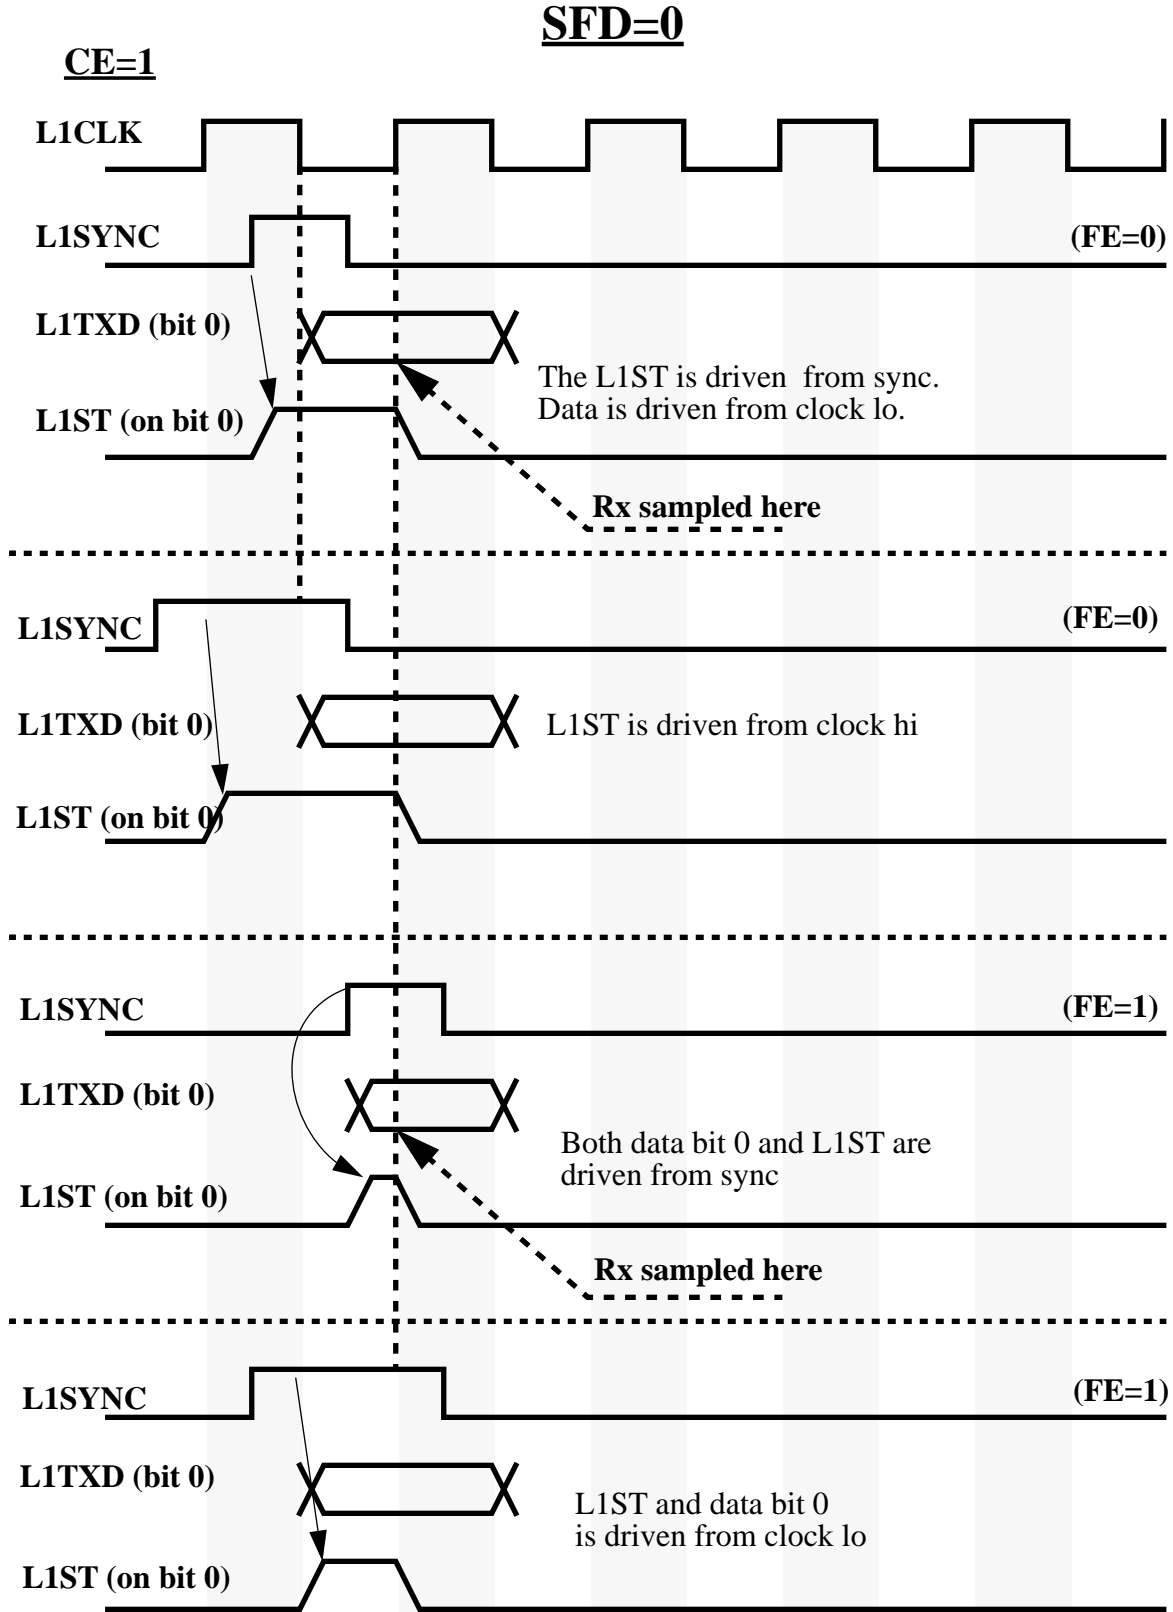 SFD=0
CE=1
L1CLK
L1SYNC
(FE=0)
L1TXD (bit 0)
The L1ST is driven from sync.
Data is driven from clock lo.
L1ST (on bit 0)
Rx sampled here
L1SYNC
(FE=0)
L1TXD (bit 0)
L1ST is driven from clock hi
L1ST (on bit 0)
L1SYNC
(FE=1)
L1TXD (bit 0)
Both data bit 0 and L1ST are
driven from sync
L1ST (on bit 0)
Rx sampled here
L1SYNC
(FE=1)
L1TXD (bit 0)
L1ST and data bit 0
is driven from clock lo
L1ST (on bit 0)